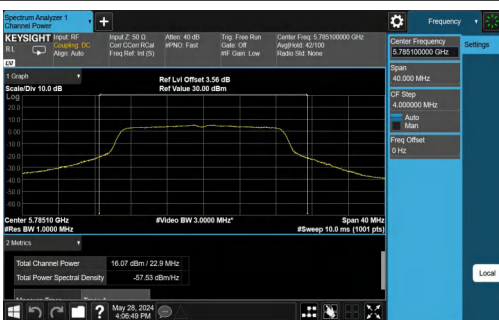 Spectrum Analyzer 1
Channel Power
+
Frequency
KEYSIGHT
Input: RF
Coupling: DC
Align: Auto
RL
Input Z: 50 Ω
Corr CCorr RCal
Freq Ref: Int (S)
Atten: 40 dB
#PNO: Fast
Trig: Free Run
Gate: Off
#IF Gain: Low
Center Freq: 5.785100000 GHz
Avg|Hold: 42/100
Radio Std: None
Center Frequency
5.785100000 GHz
Settings
Span
40.000 MHz
CF Step
4.000000 MHz
Auto
Man
Freq Offset
0 Hz
1 Graph
Scale/Div 10.0 dB
Ref Lvl Offset 3.56 dB
Ref Value 30.00 dBm
Log
20.0
10.0
0.00
-10.0
-20.0
-30.0
-40.0
-50.0
-60.0
Center 5.78510 GHz
#Video BW 3.0000 MHz*
Span 40 MHz
#Res BW 1.0000 MHz
#Sweep 10.0 ms (1001 pts)
2 Metrics
Total Channel Power
16.07 dBm / 22.9 MHz
Total Power Spectral Density
-57.53 dBm/Hz
Local
?
May 28, 2024
4:06:49 PM